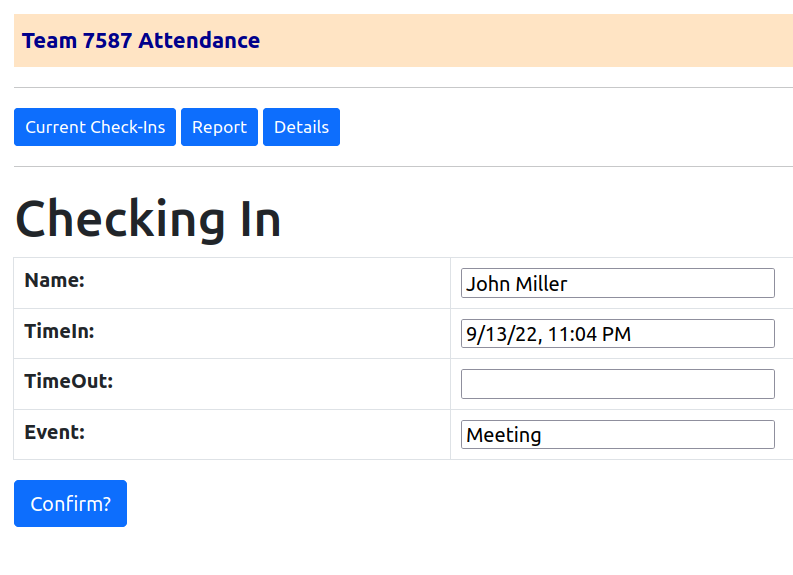 Team 7587 Attendance
Current Check-Ins Report Details
Checking In
Name: John Miller
TimeIn: 9/13/22, 11:04 PM
TimeOut:
Event: Meeting
Confirm?